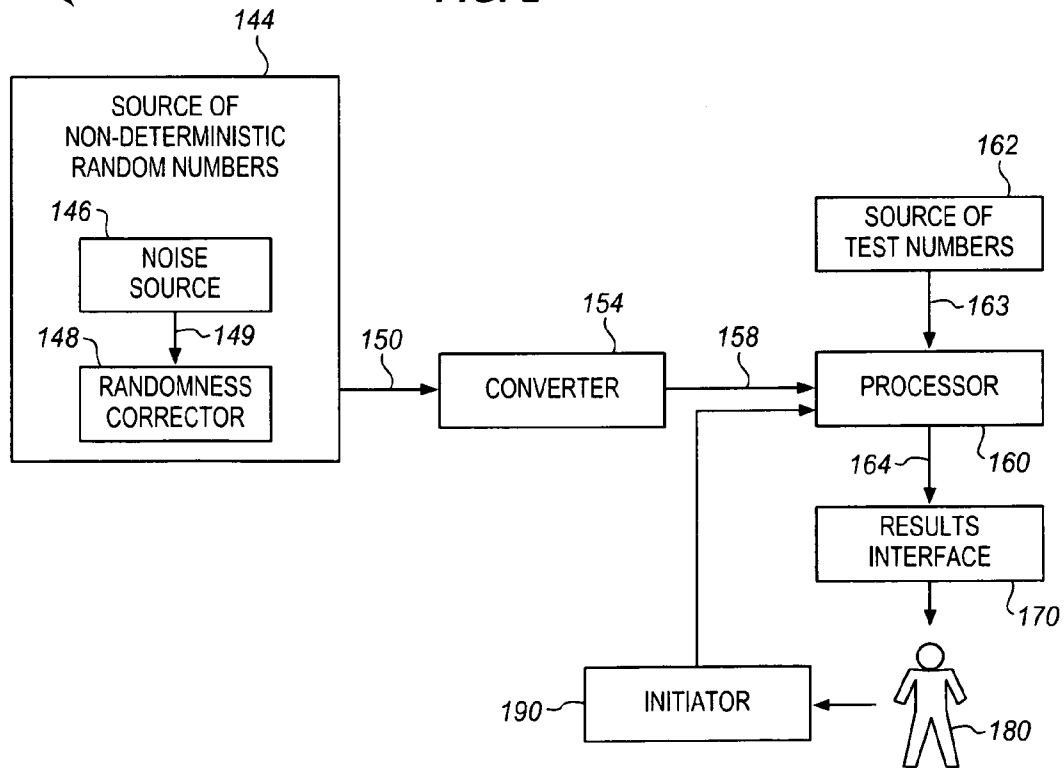 144
SOURCE OF
NON-DETERMINISTIC
RANDOM NUMBERS
146
NOISE
SOURCE
149
148
RANDOMNESS
CORRECTOR
150
154
CONVERTER
158
162
SOURCE OF
TEST NUMBERS
163
PROCESSOR
160
164
RESULTS
INTERFACE
170
190
INITIATOR
180